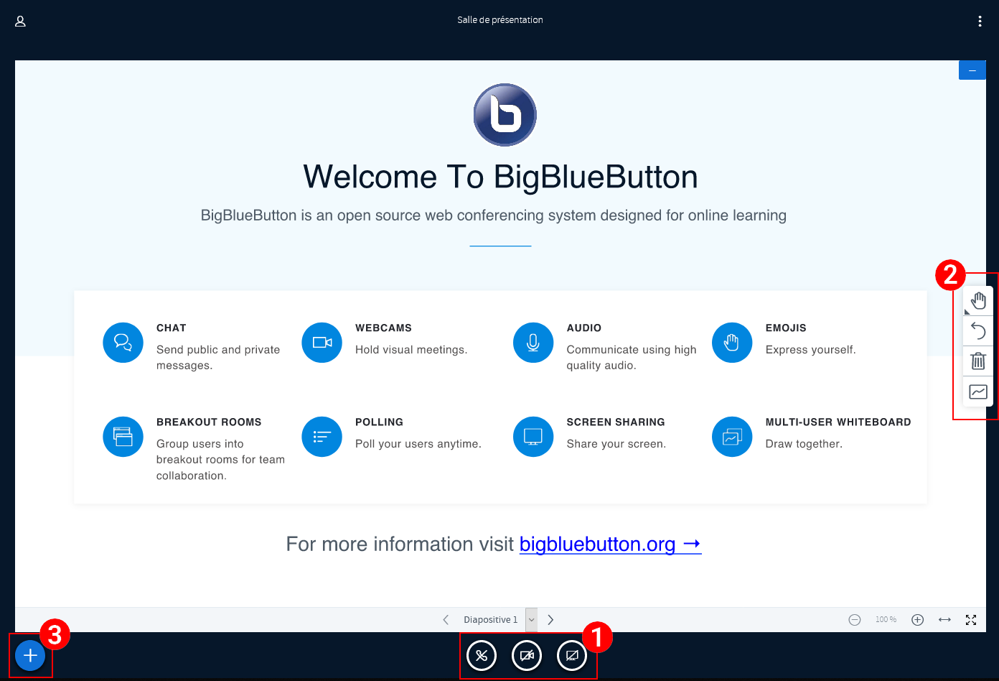 Salle de présentation
Welcome To BigBlueButton
BigBlueButton is an open source web conferencing system designed for online learning
CHAT
Send public and private
messages.
WEBCAMS
Hold visual meetings.
AUDIO
Communicate using high
quality audio.
EMOJIS
Express yourself.
BREAKOUT ROOMS
Group users into
breakout rooms for team
collaboration.
POLLING
Poll your users anytime.
SCREEN SHARING
Share your screen.
MULTI-USER WHITEBOARD
Draw together.
2
For more information visit bigbluebutton.org →
Diapositive 1
100 %
3
1